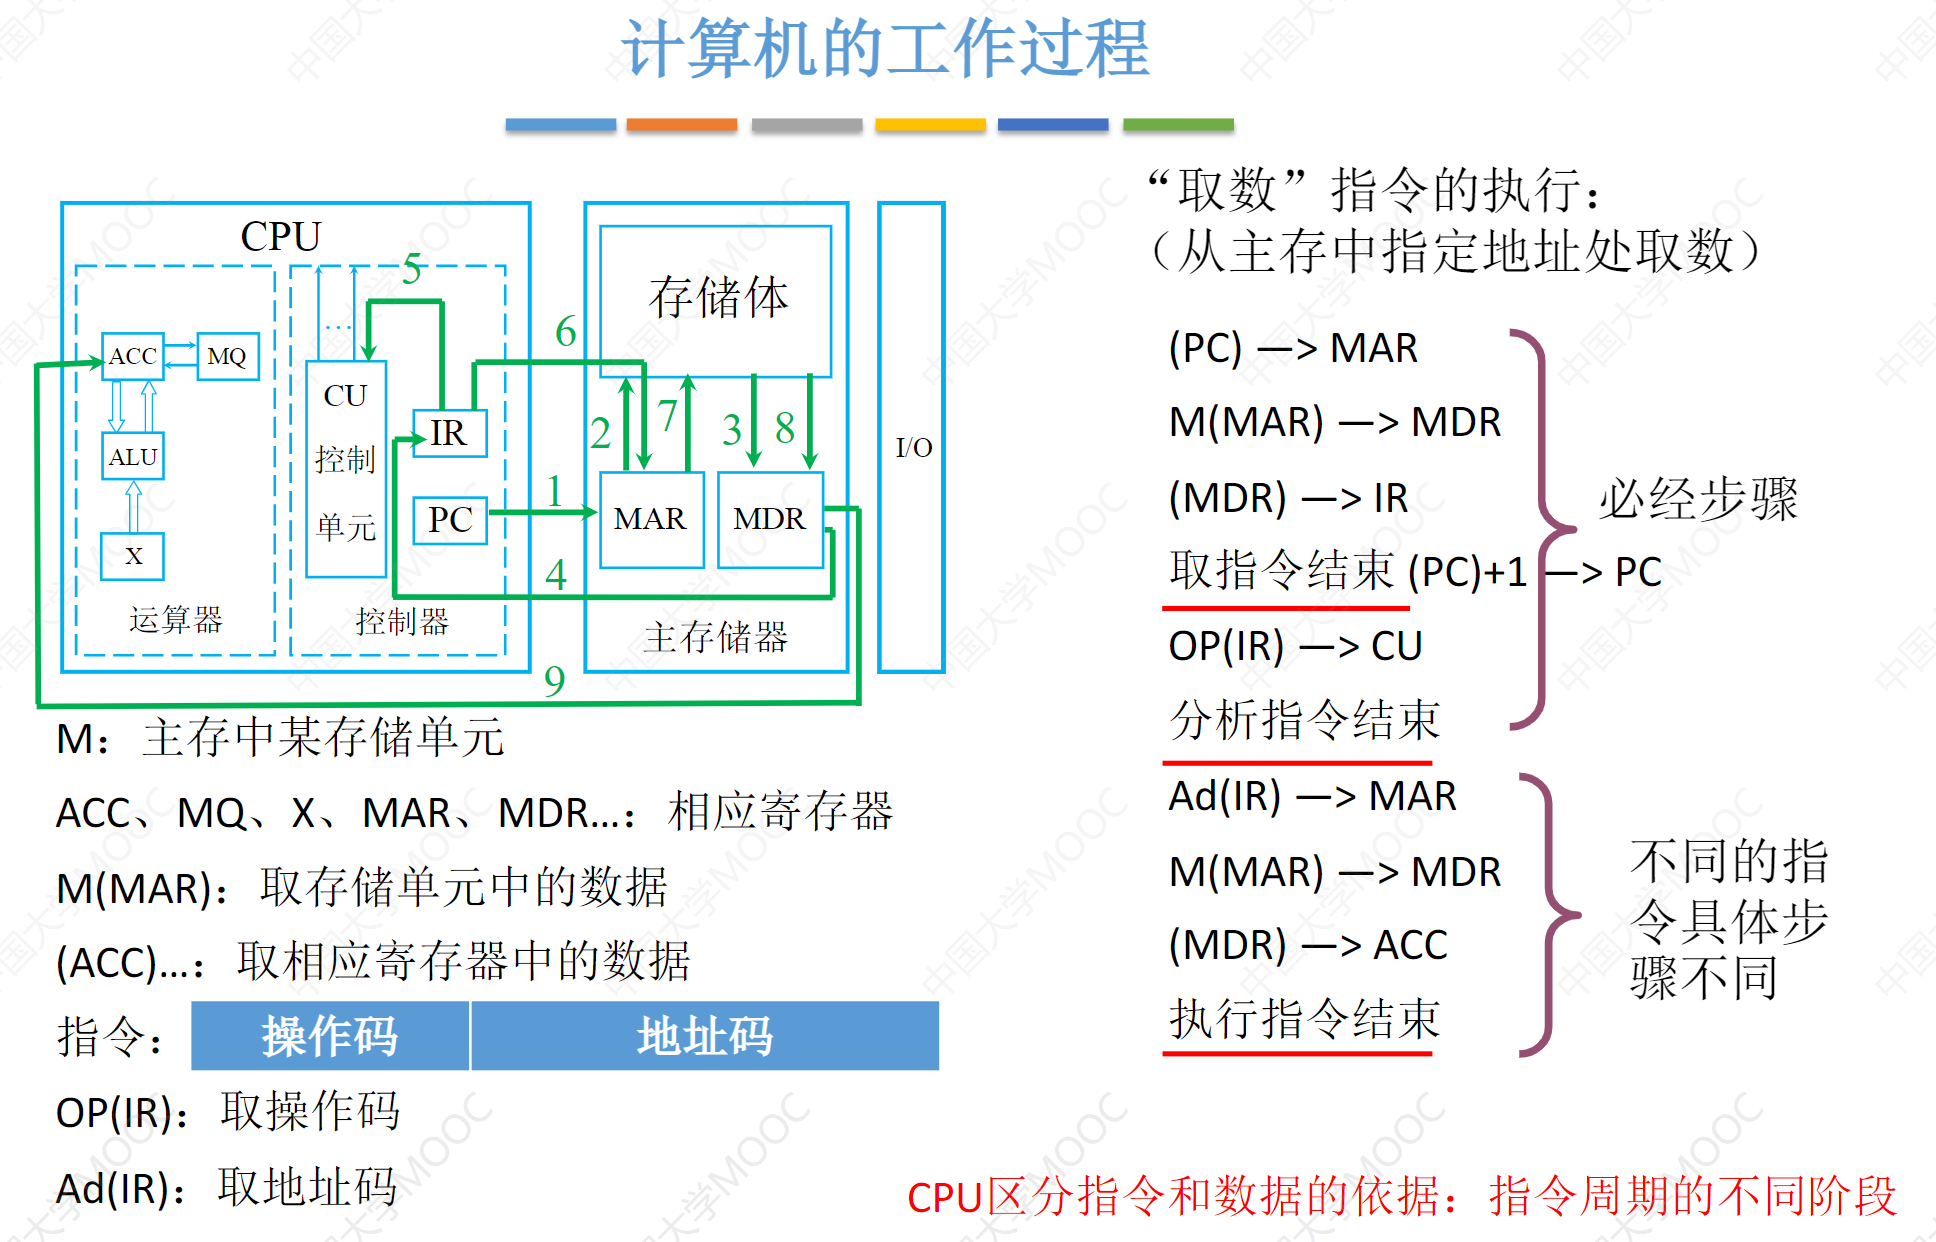 计算机的工作过程
CPU
ACC
MQ
ALU
X
运算器
5
…
CU
控制
单元
IR
PC
控制器
6
1
4
9
存储体
2
7
3
8
MAR
MDR
主存储器
I/O
M：主存中某存储单元
ACC、MQ、X、MAR、MDR…：相应寄存器
M(MAR)：取存储单元中的数据
(ACC)…：取相应寄存器中的数据
指令：操作码 地址码
OP(IR)：取操作码
Ad(IR)：取地址码
“取数”指令的执行：
（从主存中指定地址处取数）
(PC) —> MAR
M(MAR) —> MDR
(MDR) —> IR
取指令结束 (PC)+1 —> PC
OP(IR) —> CU
分析指令结束
必经步骤
Ad(IR) —> MAR
M(MAR) —> MDR
(MDR) —> ACC
执行指令结束
不同的指
令具体步
骤不同
CPU区分指令和数据的依据：指令周期的不同阶段
中国大学MOOC